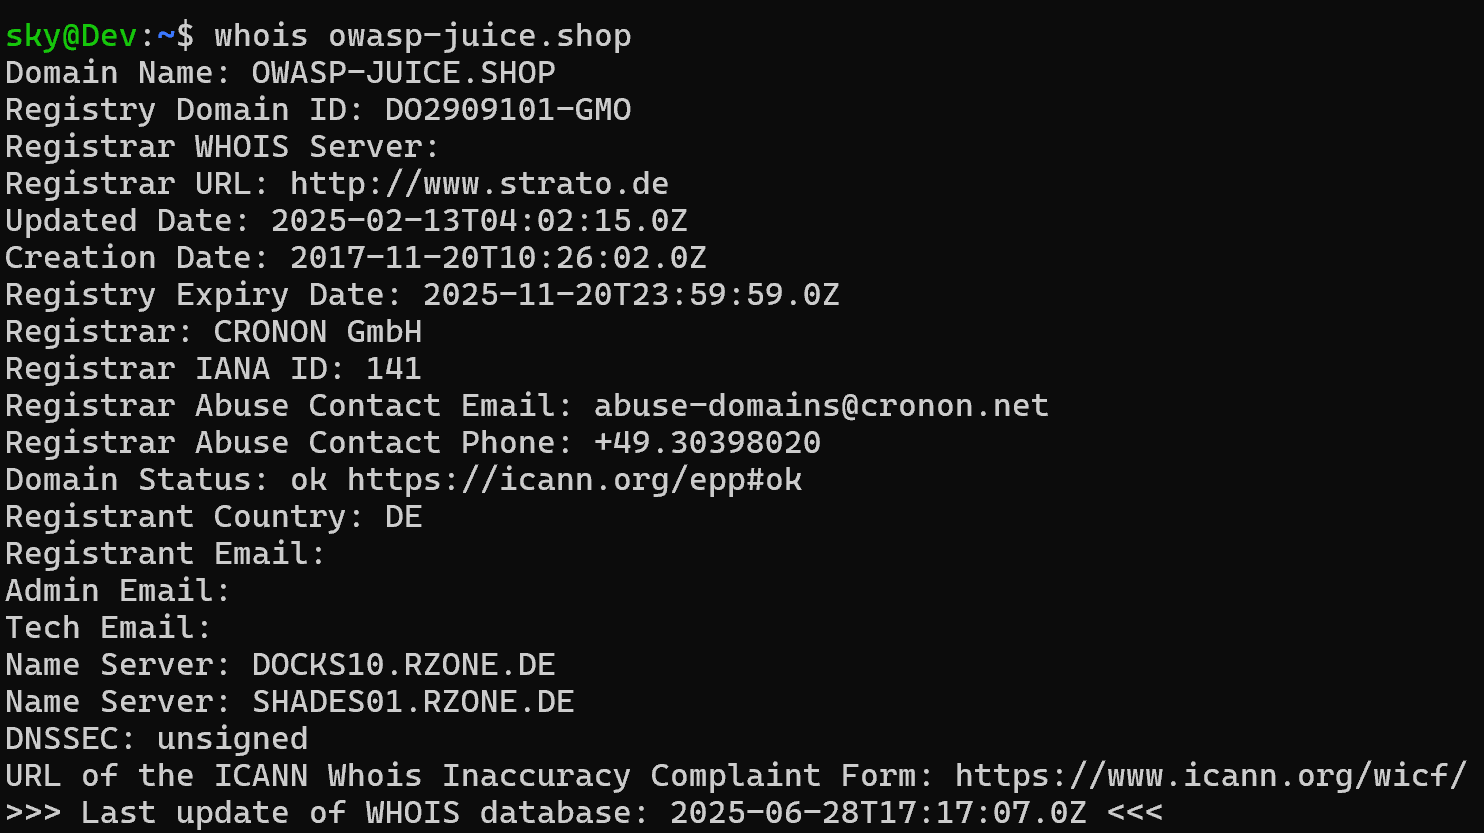 sky@Dev:~$ whois owasp-juice.shop
Domain Name: OWASP-JUICE.SHOP
Registry Domain ID: DO2909101-GMO
Registrar WHOIS Server:
Registrar URL: http://www.strato.de
Updated Date: 2025-02-13T04:02:15.0Z
Creation Date: 2017-11-20T10:26:02.0Z
Registry Expiry Date: 2025-11-20T23:59:59.0Z
Registrar: CRONON GmbH
Registrar IANA ID: 141
Registrar Abuse Contact Email: abuse-domains@cronon.net
Registrar Abuse Contact Phone: +49.30398020
Domain Status: ok https://icann.org/epp#ok
Registrant Country: DE
Registrant Email:
Admin Email:
Tech Email:
Name Server: DOCKS10.RZONE.DE
Name Server: SHADES01.RZONE.DE
DNSSEC: unsigned
URL of the ICANN Whois Inaccuracy Complaint Form: https://www.icann.org/wicf/
>>> Last update of WHOIS database: 2025-06-28T17:17:07.0Z <<<